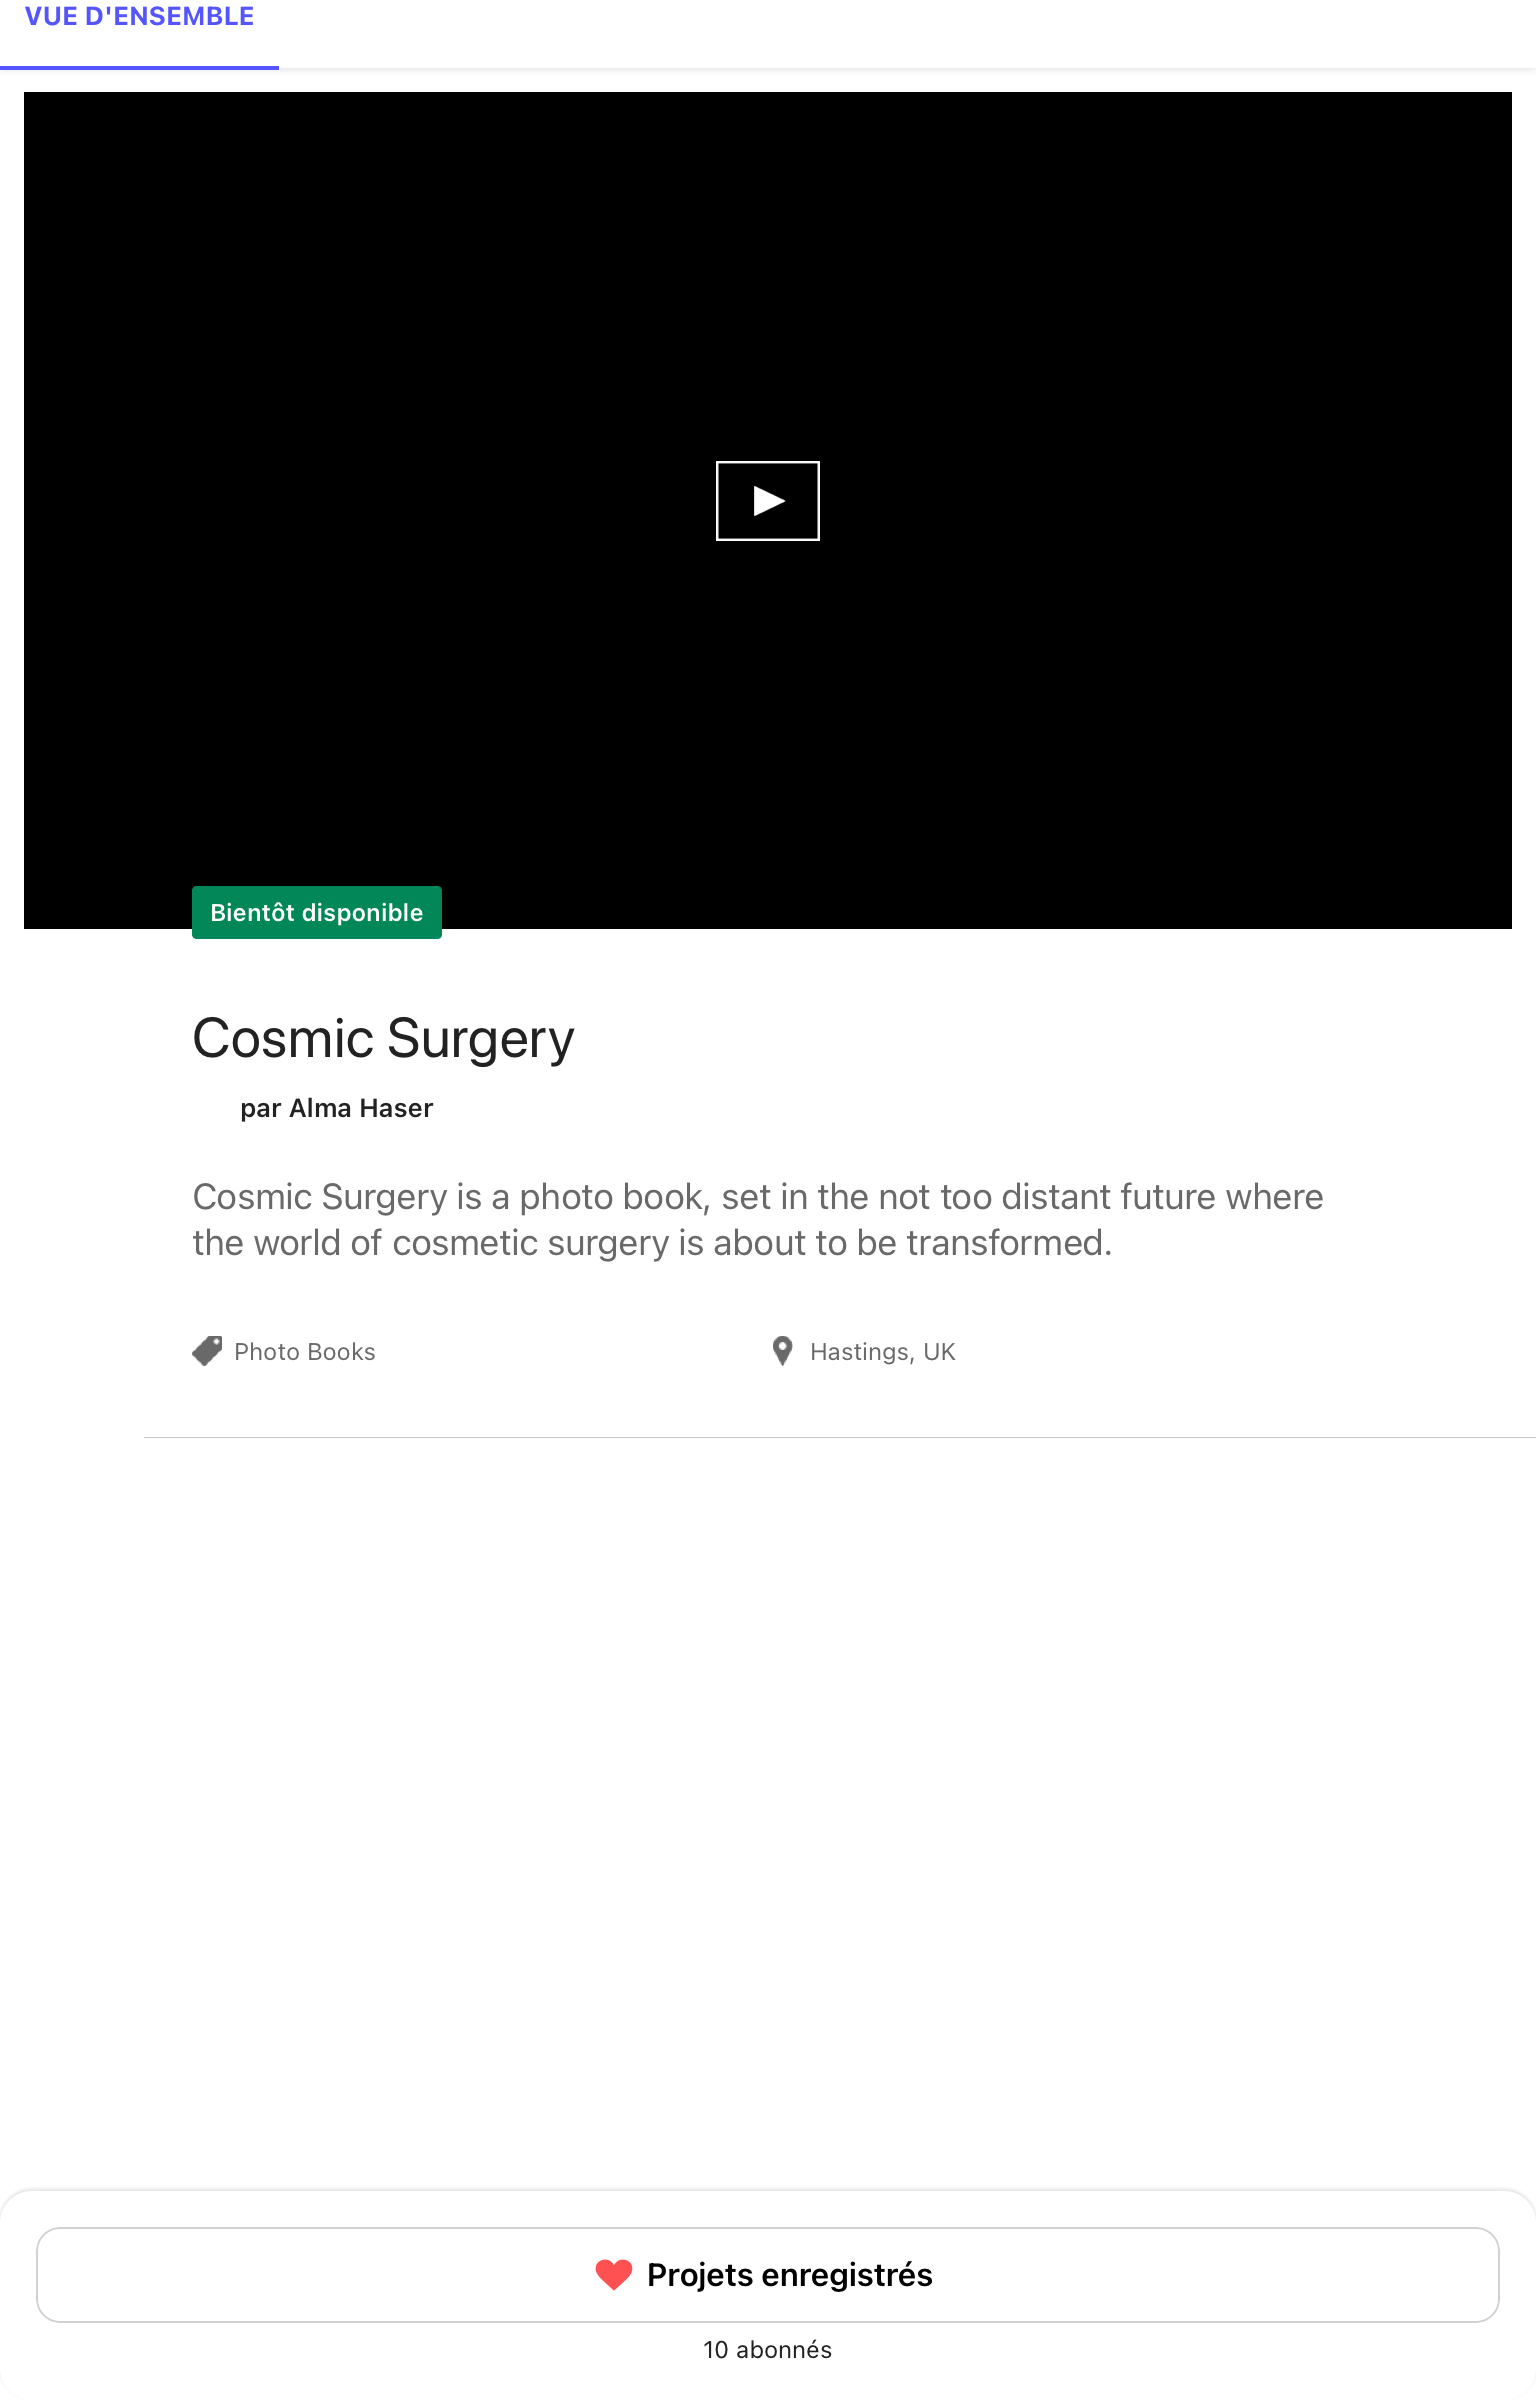 VUE D'ENSEMBLE
Bientôt disponible
Cosmic Surgery
par Alma Haser
Cosmic Surgery is a photo book, set in the not too distant future where
the world of cosmetic surgery is about to be transformed.
Photo Books
Hastings, UK
Projets enregistrés
10 abonnés